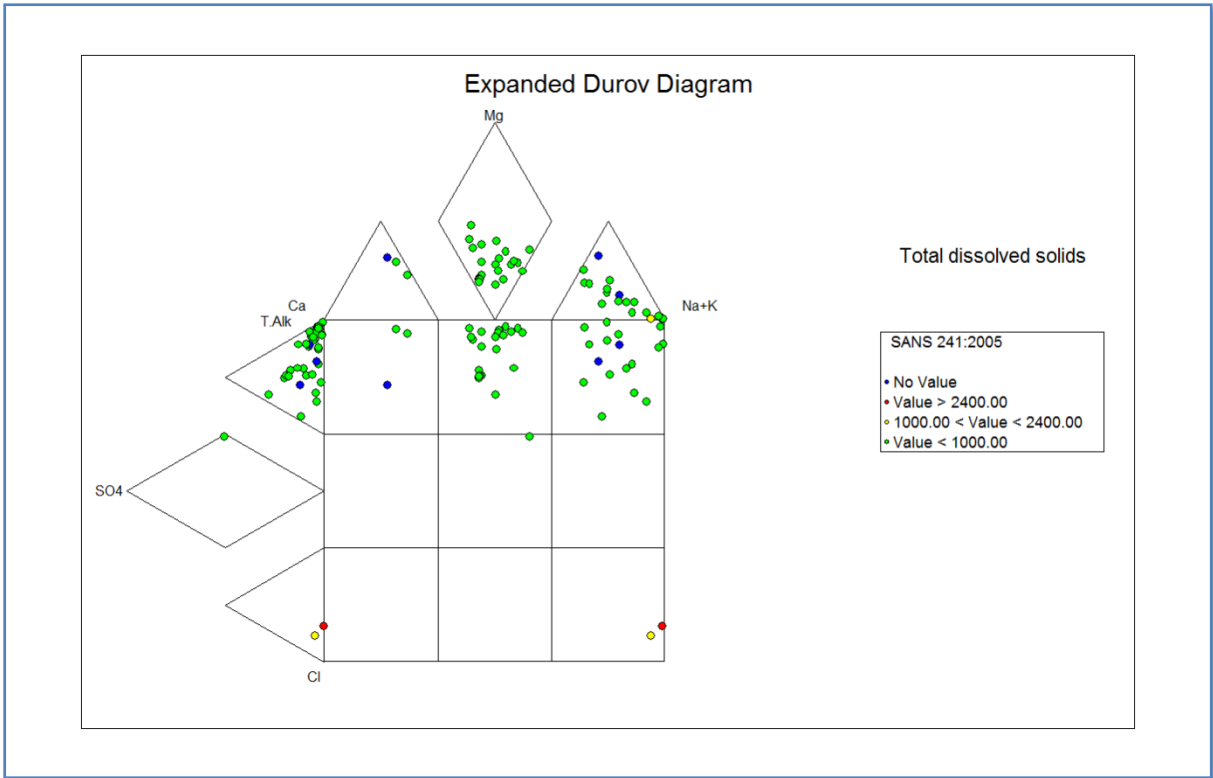 Expanded Durov Diagram
Mg
Total dissolved solids
Ca
Na+K
T.Alk
SANS 241:2005
No Value
Value > 2400.00
1000.00 < Value < 2400.00
Value < 1000.00
SO4
Cl